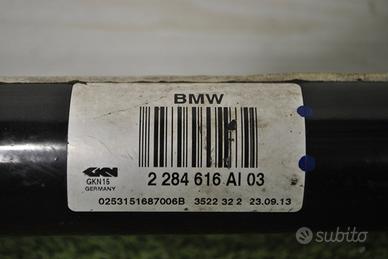 BMW
2 284 616 AI 03
GKN
GKN15
GERMANY
0253151687006B 3522 32 2 23.09.13
subito